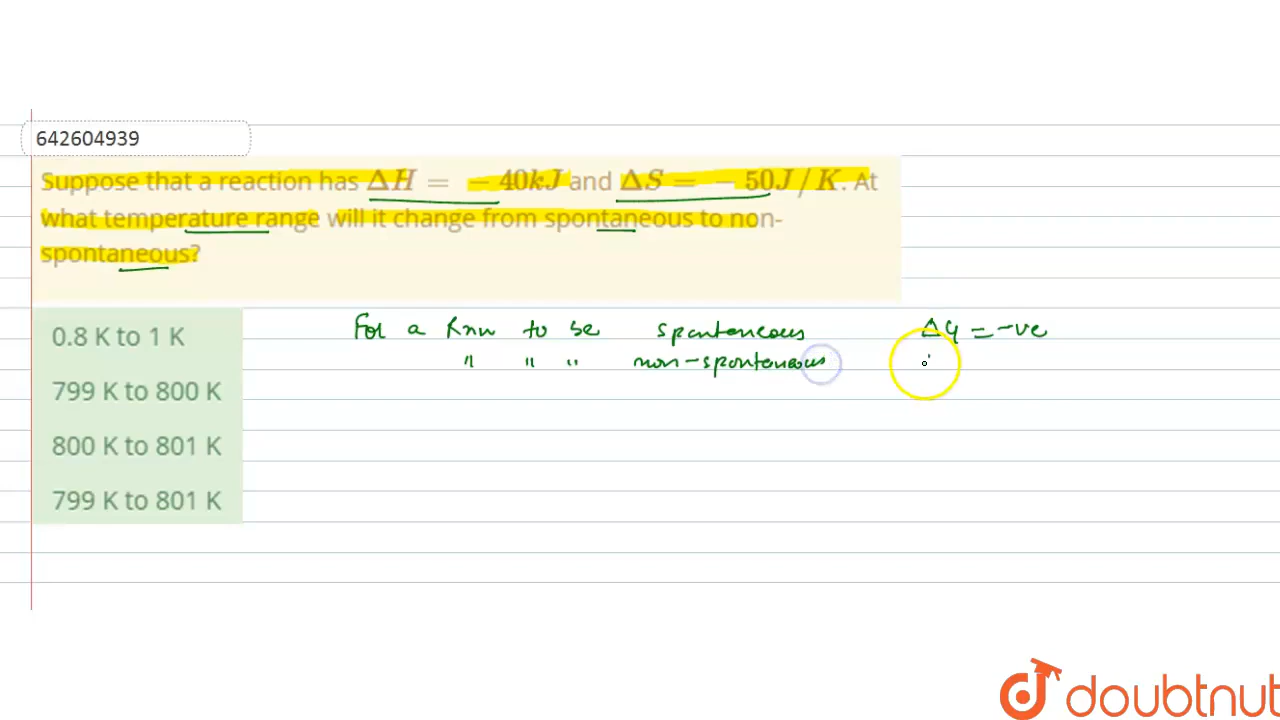 642604939
Suppose that a reaction has ΔH = − 40kJ and ΔS = − 50J/K. At
what temperature range will it change from spontaneous to non-
spontaneous?
0.8 K to 1 K
799 K to 800 K
800 K to 801 K
799 K to 801 K
For a Rxn to be spontaneous ΔG = -ve
" " " non-spontaneous
doubtnut